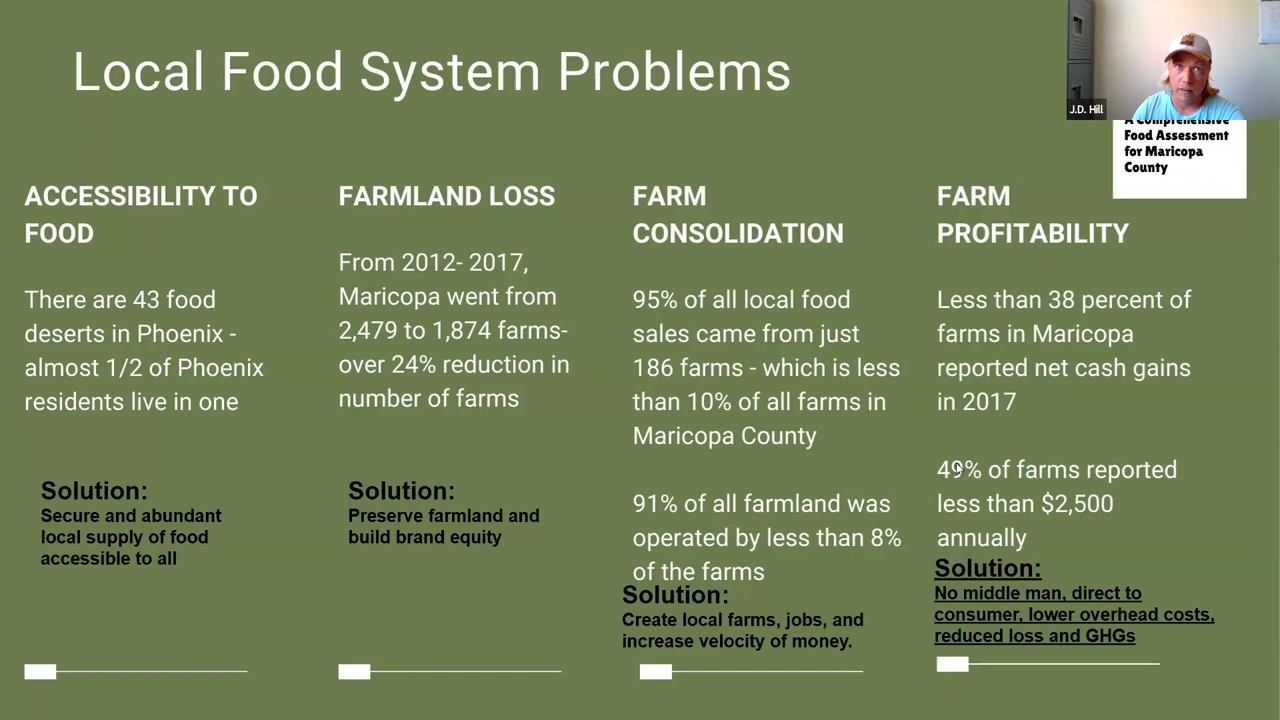 Local Food System Problems
J.D. Hill
A Comprehensive
Food Assessment
for Maricopa
County
ACCESSIBILITY TO
FOOD
There are 43 food
deserts in Phoenix -
almost 1/2 of Phoenix
residents live in one
Solution:
Secure and abundant
local supply of food
accessible to all
FARMLAND LOSS
From 2012- 2017,
Maricopa went from
2,479 to 1,874 farms-
over 24% reduction in
number of farms
Solution:
Preserve farmland and
build brand equity
FARM
CONSOLIDATION
95% of all local food
sales came from just
186 farms - which is less
than 10% of all farms in
Maricopa County
91% of all farmland was
operated by less than 8%
of the farms
Solution:
Create local farms, jobs, and
increase velocity of money.
FARM
PROFITABILITY
Less than 38 percent of
farms in Maricopa
reported net cash gains
in 2017
49% of farms reported
less than $2,500
annually
Solution:
No middle man, direct to
consumer, lower overhead costs,
reduced loss and GHGs